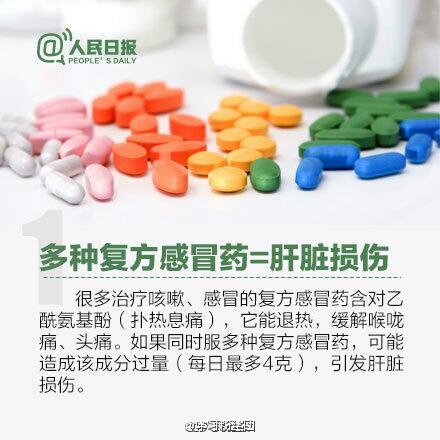 @人民日报
PEOPLE'S DAILY
1
多种复方感冒药=肝脏损伤
很多治疗咳嗽、感冒的复方感冒药含对乙
酰氨基酚（扑热息痛），它能退热，缓解喉咙
痛、头痛。如果同时服多种复方感冒药，可能
造成该成分过量（每日最多4克），引发肝脏
损伤。